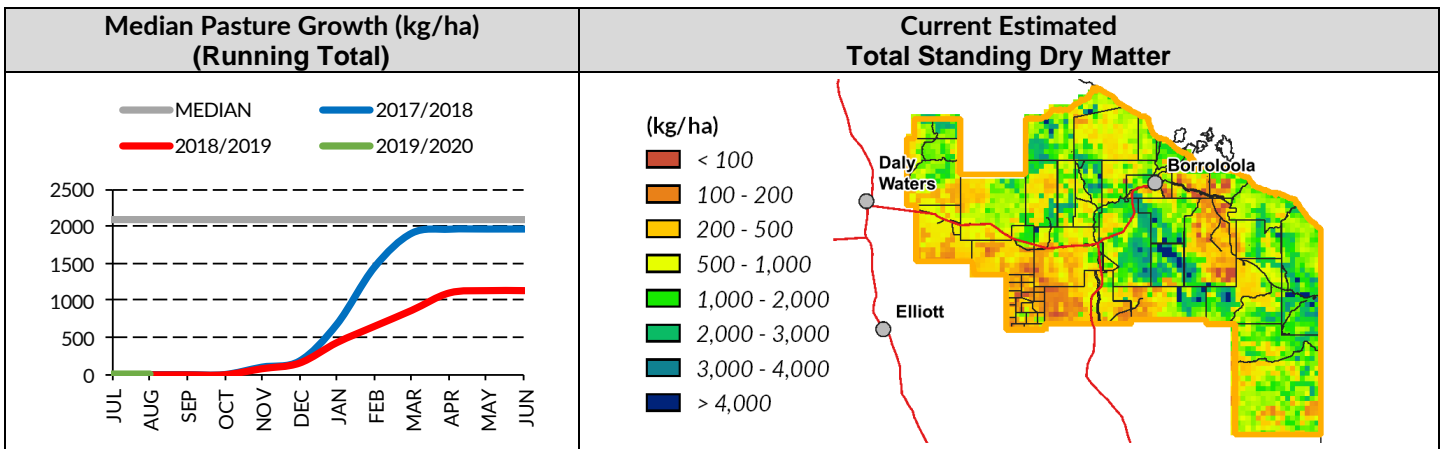 Median Pasture Growth (kg/ha)
(Running Total)
Current Estimated
Total Standing Dry Matter
MEDIAN
2017/2018
2018/2019
2019/2020
2500
2000
1500
1000
500
0
JUL
AUG
SEP
OCT
NOV
DEC
JAN
FEB
MAR
APR
MAY
JUN
(kg/ha)
< 100
100 - 200
200 - 500
500 - 1,000
1,000 - 2,000
2,000 - 3,000
3,000 - 4,000
> 4,000
Daly
Waters
Borroloola
Elliott